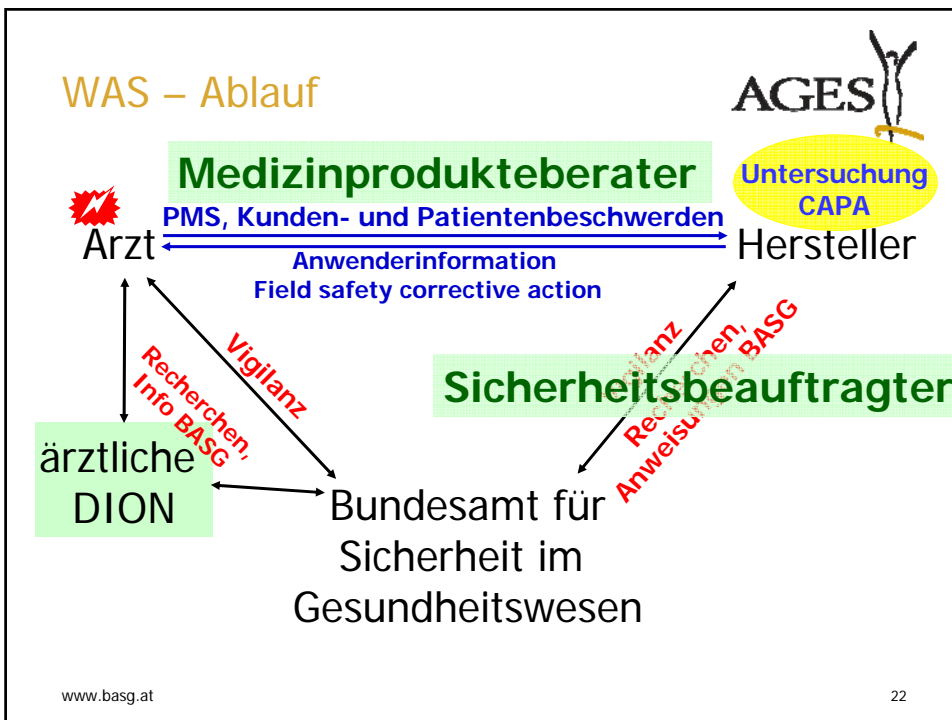 WAS – Ablauf
AGES
Medizinprodukteberater
Untersuchung
CAPA
PMS, Kunden- und Patientenbeschwerden
Arzt
Hersteller
Anwenderinformation
Field safety corrective action
Vigilanz
Recherchen,
Info BASG
Vigilanz
Recherchen,
Anweisungen BASG
Sicherheitsbeauftragter
ärztliche
DION
Bundesamt für
Sicherheit im
Gesundheitswesen
www.basg.at
22